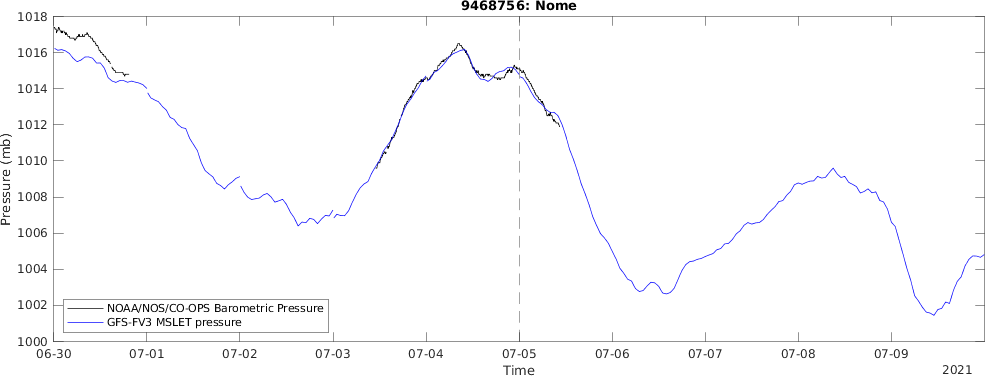 9468756: Nome
1018
1016
1014
1012
1010
1008
1006
1004
1002
1000
Pressure (mb)
NOAA/NOS/CO-OPS Barometric Pressure
GFS-FV3 MSLET pressure
06-30 07-01 07-02 07-03 07-04 07-05 07-06 07-07 07-08 07-09
Time
2021